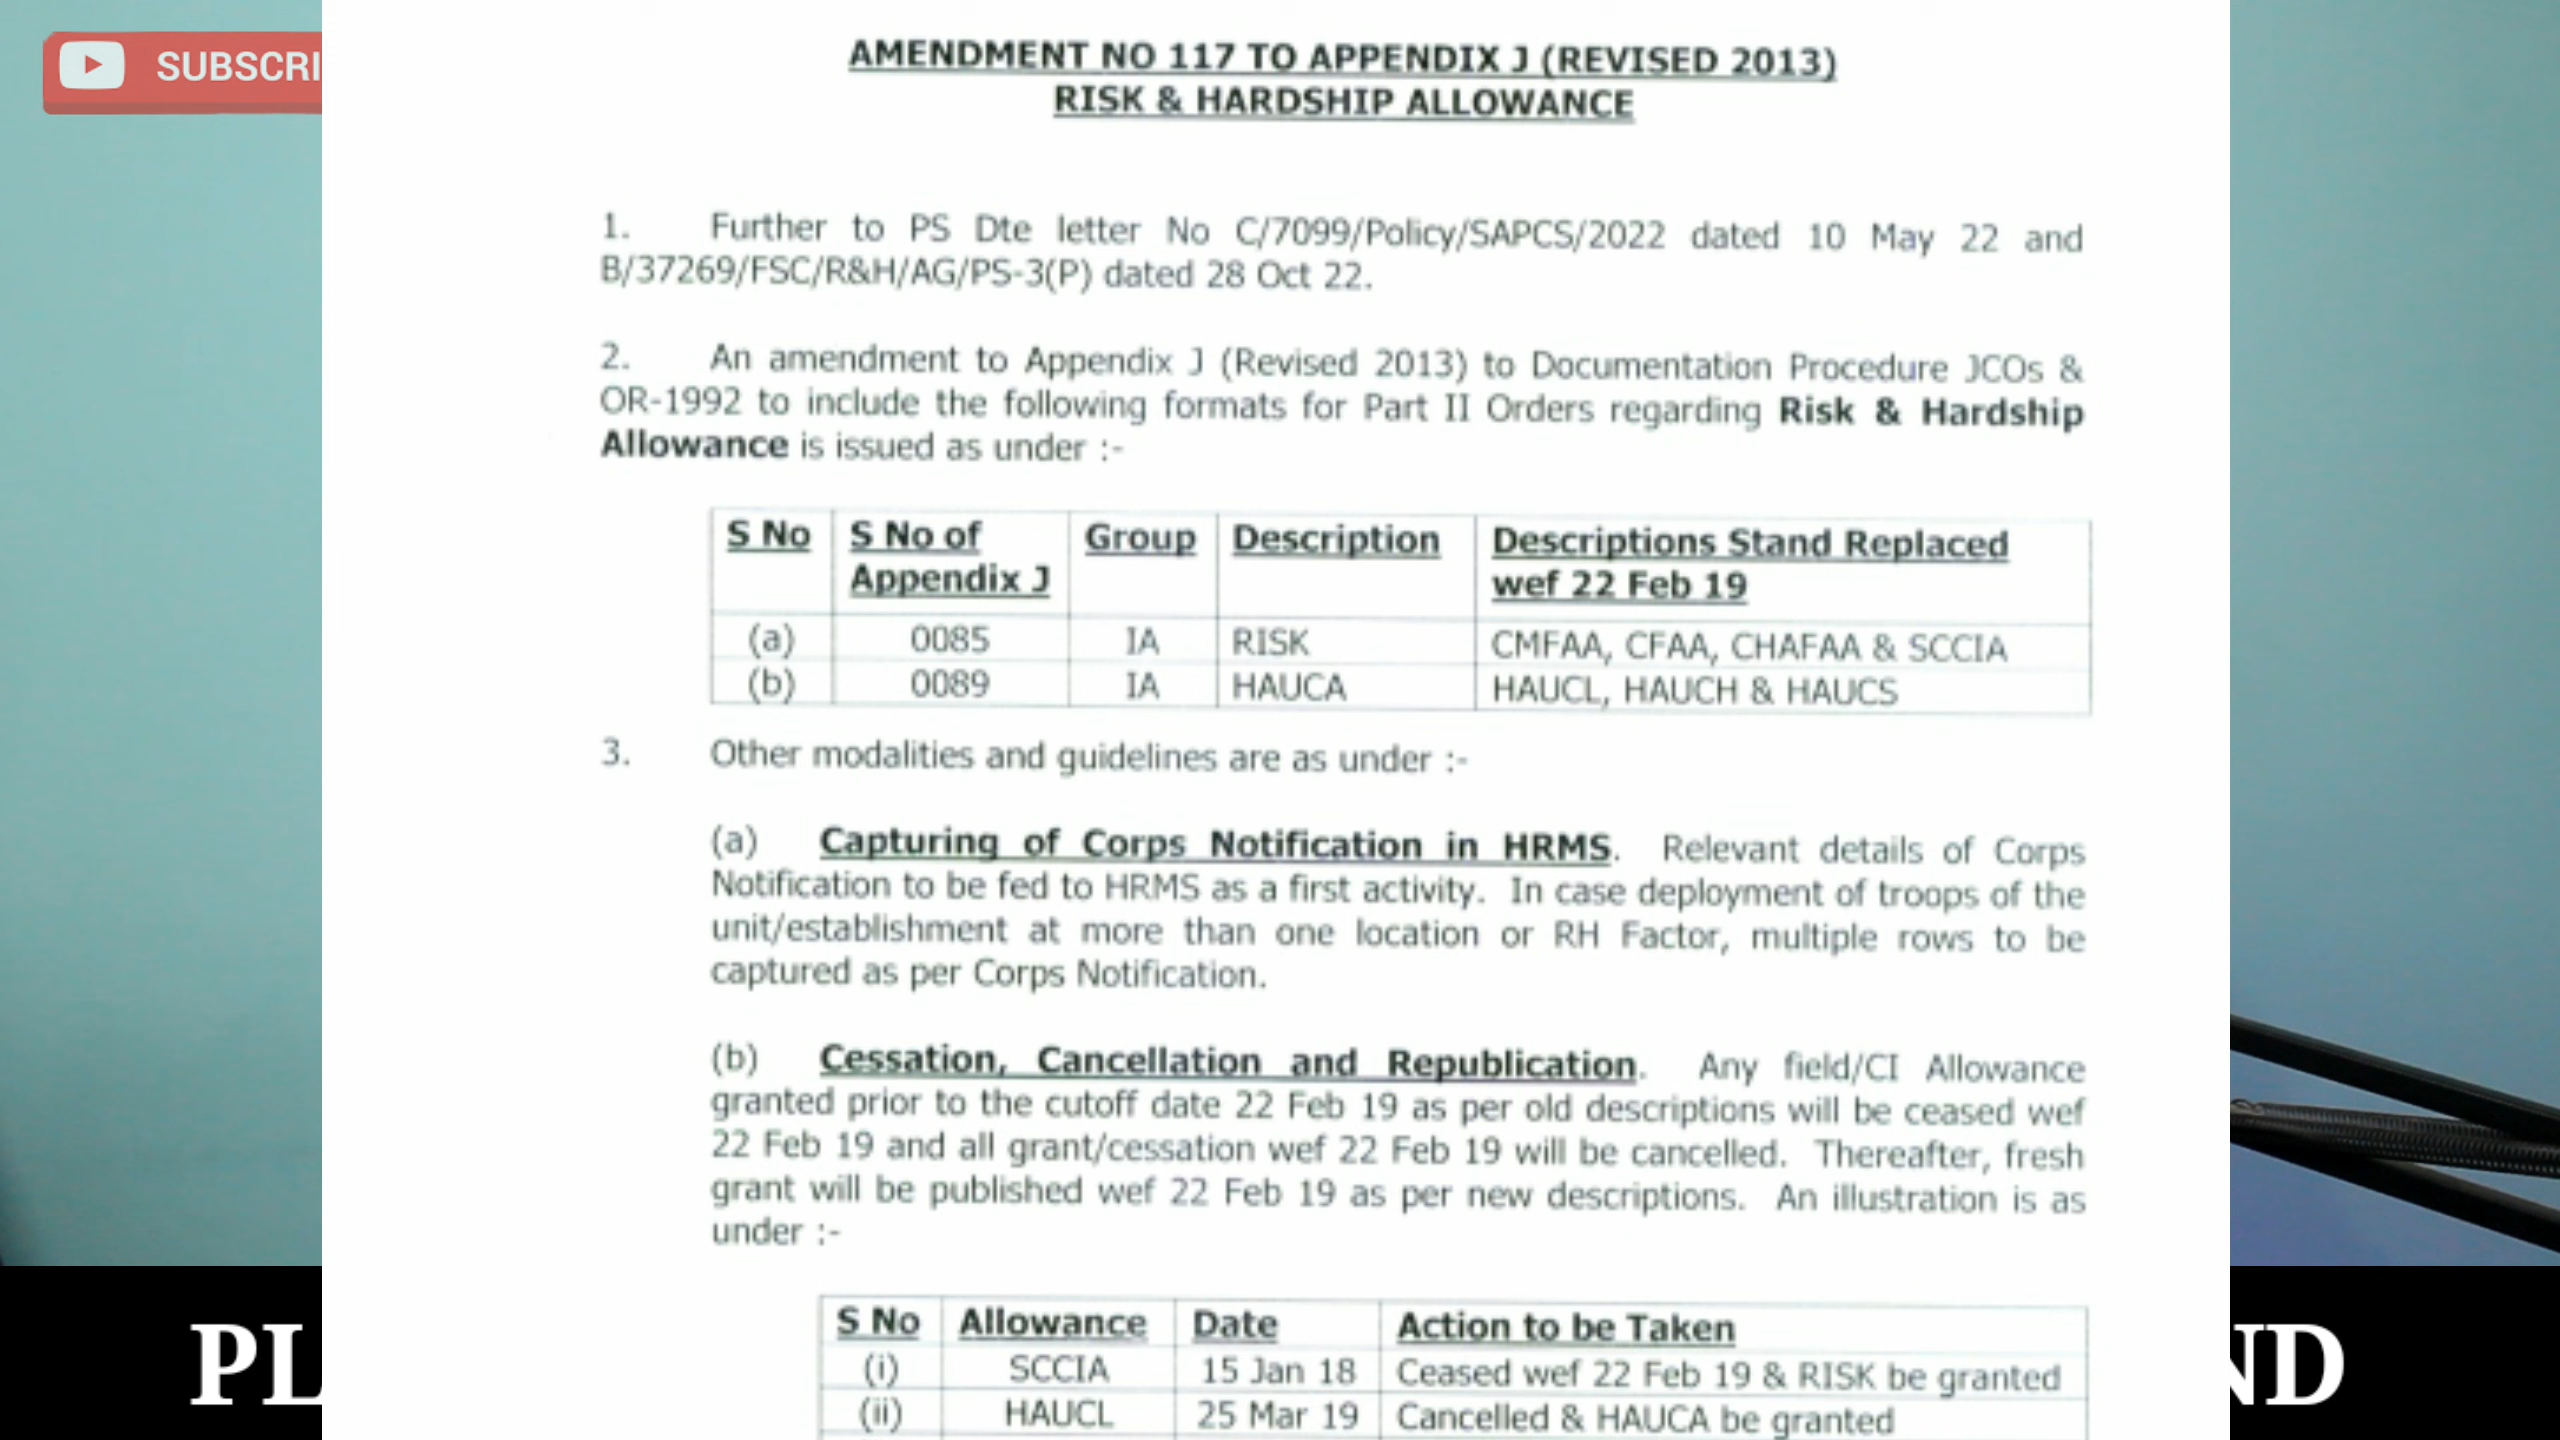 SUBSCRI
AMENDMENT NO 117 TO APPENDIX J (REVISED 2013)
RISK & HARDSHIP ALLOWANCE
1. Further to PS Dte letter No C/7099/Policy/SAPCS/2022 dated 10 May 22 and
B/37269/FSC/R&H/AG/PS-3(P) dated 28 Oct 22.
2. An amendment to Appendix J (Revised 2013) to Documentation Procedure JCOs &
OR-1992 to include the following formats for Part II Orders regarding Risk & Hardship
Allowance is issued as under :-
S No S No of Group Description Descriptions Stand Replaced
Appendix J wef 22 Feb 19
(a) 0085 IA RISK CMFAA, CFAA, CHAFAA & SCCIA
(b) 0089 IA HAUCA HAUCL, HAUCH & HAUCS
3. Other modalities and guidelines are as under :-
(a) Capturing of Corps Notification in HRMS. Relevant details of Corps
Notification to be fed to HRMS as a first activity. In case deployment of troops of the
unit/establishment at more than one location or RH Factor, multiple rows to be
captured as per Corps Notification.
(b) Cessation, Cancellation and Republication. Any field/CI Allowance
granted prior to the cutoff date 22 Feb 19 as per old descriptions will be ceased wef
22 Feb 19 and all grant/cessation wef 22 Feb 19 will be cancelled. Thereafter, fresh
grant will be published wef 22 Feb 19 as per new descriptions. An illustration is as
under :-
S No Allowance Date Action to be Taken
(i) SCCIA 15 Jan 18 Ceased wef 22 Feb 19 & RISK be granted
(ii) HAUCL 25 Mar 19 Cancelled & HAUCA be granted
PL
ND